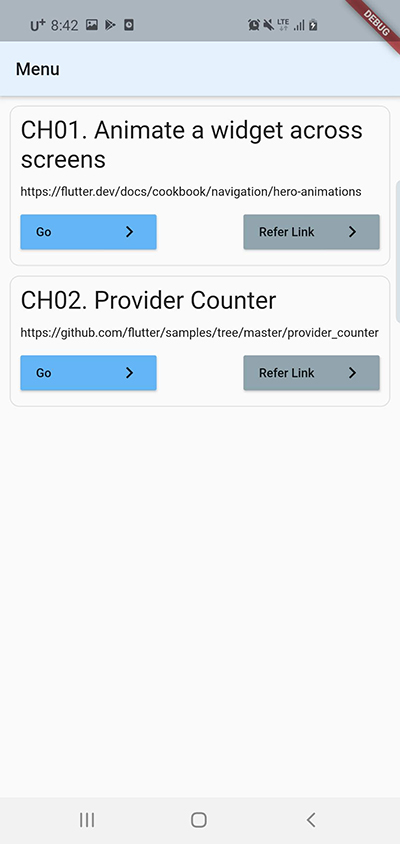 U+ 8:42 LTE
DEBUG
Menu
CH01. Animate a widget across
screens
https://flutter.dev/docs/cookbook/navigation/hero-animations
Go Refer Link
CH02. Provider Counter
https://github.com/flutter/samples/tree/master/provider_counter
Go Refer Link